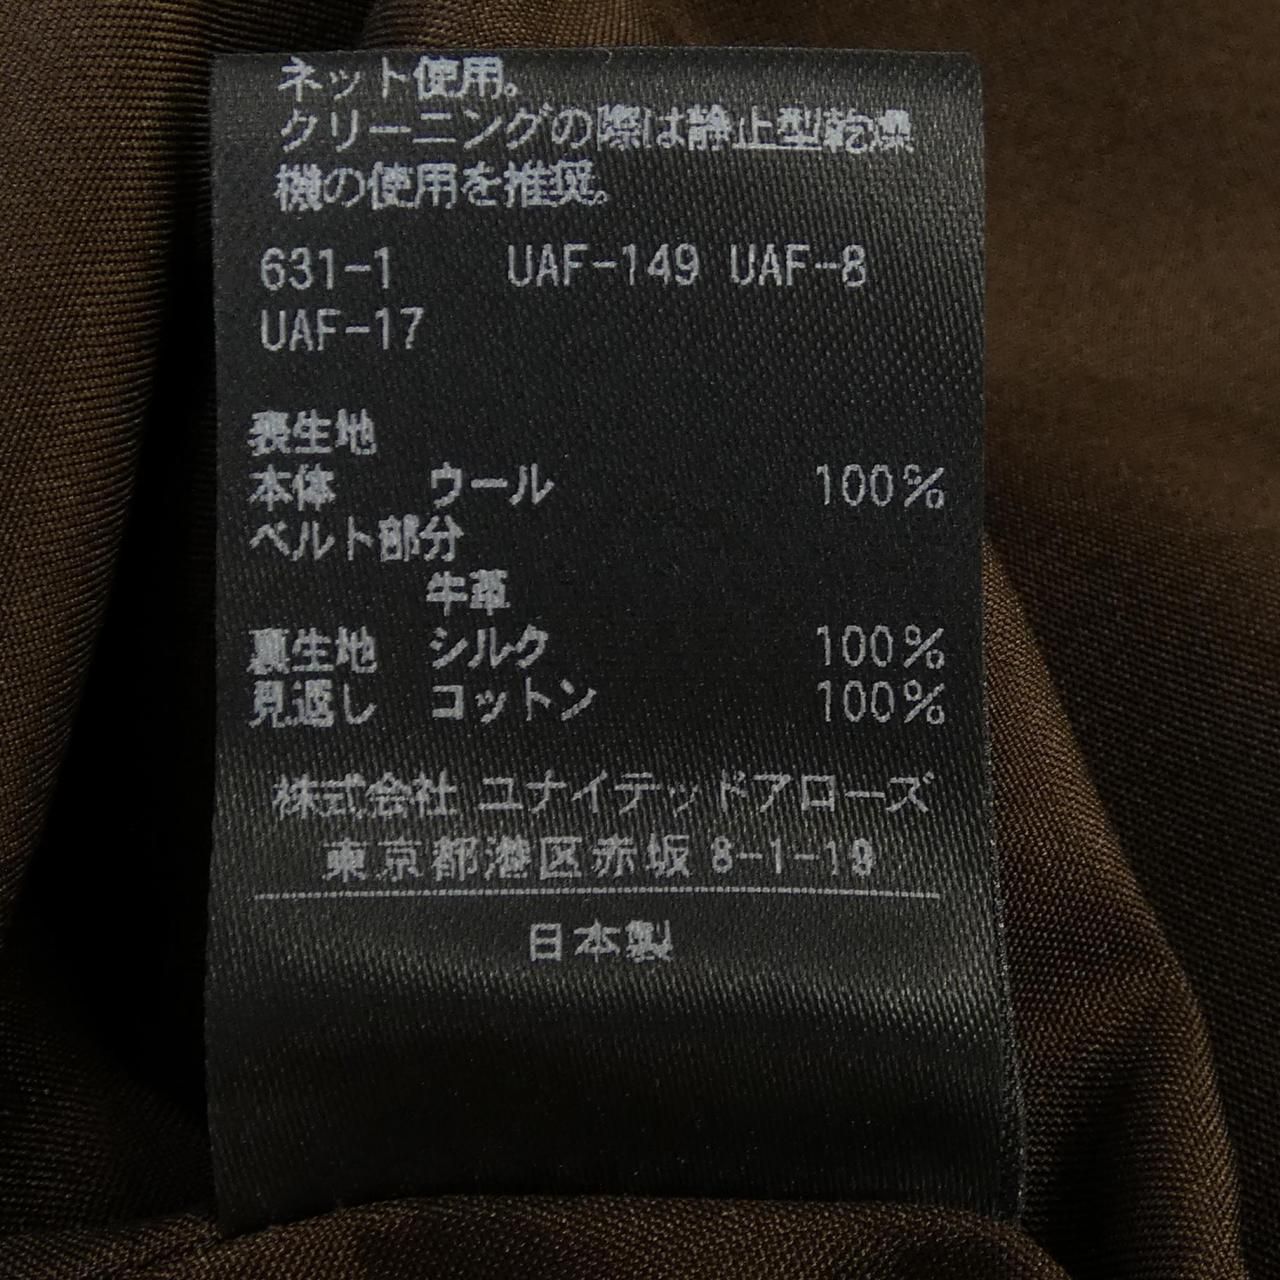 ネット使用。
クリーニングの際は静止型乾燥
機の使用を推奨。
631-1 UAF-149 UAF-8
UAF-17
表生地
本体 ウール 100%
ベルト部分
牛革
裏生地 シルク 100%
見返し コットン 100%
株式会社 ユナイテッドアローズ
東京都港区赤坂 8-1-19
日本製